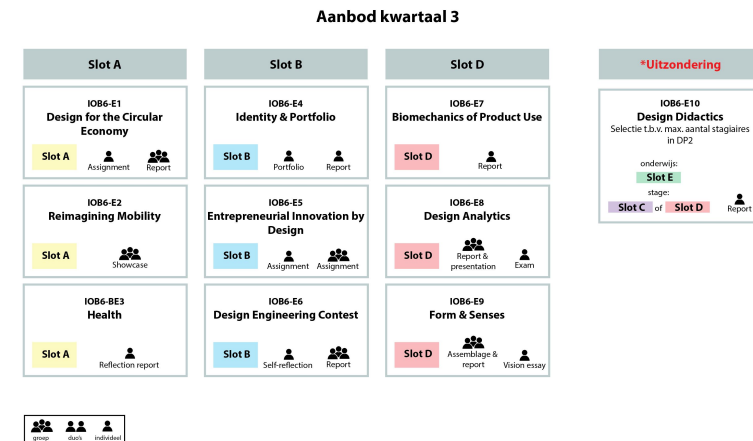 Aanbod kwartaal 3
Slot A
IOB6-E1
Design for the Circular
Economy
Slot A
Assignment
Report
IOB6-E2
Reimagining Mobility
Slot A
Showcase
IOB6-BE3
Health
Slot A
Reflection report
Slot B
IOB6-E4
Identity & Portfolio
Slot B
Portfolio
Report
IOB6-E5
Entrepreneurial Innovation by
Design
Slot B
Assignment
Assignment
IOB6-E6
Design Engineering Contest
Slot B
Self-reflection
Report
Slot D
IOB6-E7
Biomechanics of Product Use
Slot D
Report
IOB6-E8
Design Analytics
Slot D
Report &
presentation
Exam
IOB6-E9
Form & Senses
Slot D
Assemblage &
report
Vision essay
*Uitzondering
IOB6-E10
Design Didactics
Selectie t.b.v. max. aantal stagiaires
in DP2
onderwijs:
Slot E
stage:
Slot C of Slot D
Report
groep duo's individeel